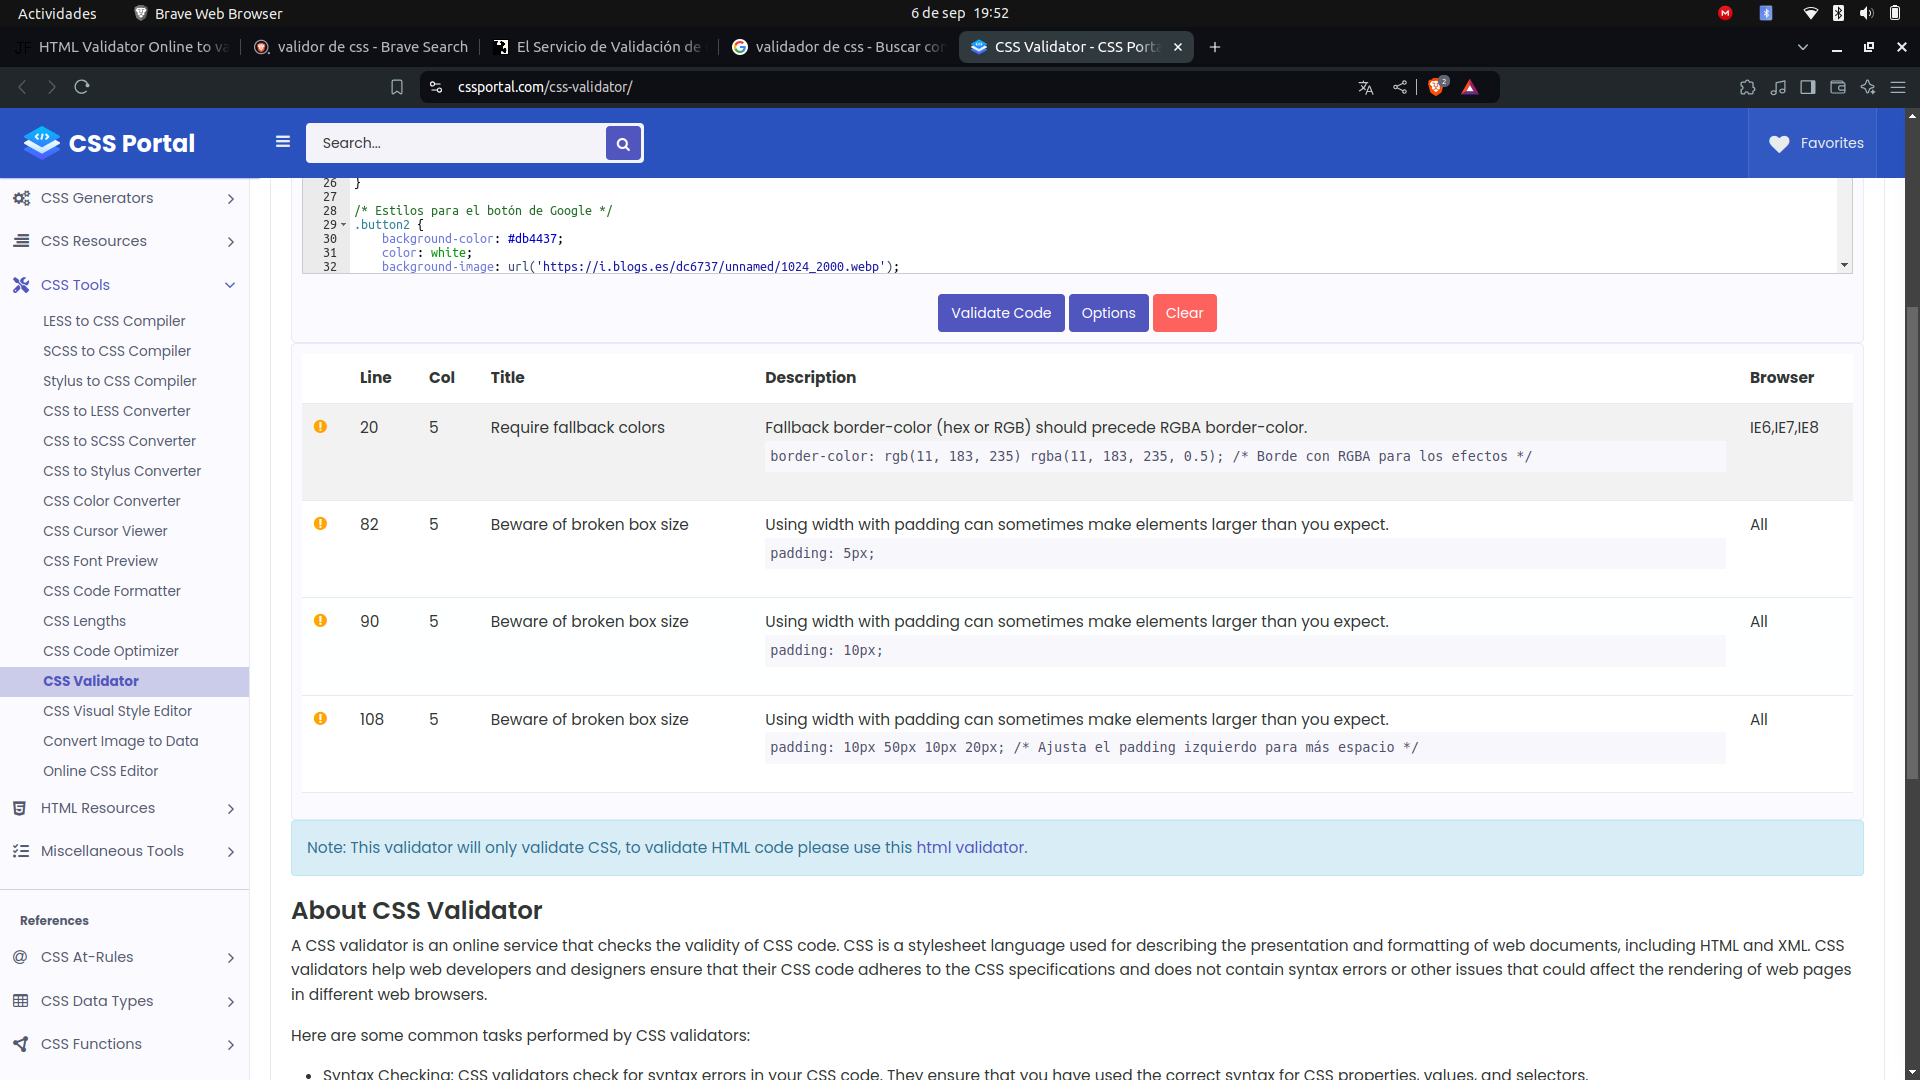 Actividades
Brave Web Browser
6 de sep 19:52
HTML Validator Online to va
validor de css - Brave Search
El Servicio de Validación de
validador de css - Buscar con
CSS Validator - CSS Porta
cssportal.com/css-validator/
2
CSS Portal
Search...
Favorites
CSS Generators
CSS Resources
CSS Tools
LESS to CSS Compiler
SCSS to CSS Compiler
Stylus to CSS Compiler
CSS to LESS Converter
CSS to SCSS Converter
CSS to Stylus Converter
CSS Color Converter
CSS Cursor Viewer
CSS Font Preview
CSS Code Formatter
CSS Lengths
CSS Code Optimizer
CSS Validator
CSS Visual Style Editor
Convert Image to Data
Online CSS Editor
HTML Resources
Miscellaneous Tools
References
CSS At-Rules
CSS Data Types
CSS Functions
26 }
27
28 /* Estilos para el botón de Google */
29 .button2 {
30 background-color: #db4437;
31 color: white;
32 background-image: url('https://i.blogs.es/dc6737/unnamed/1024_2000.webp');
Validate Code Options Clear
Line Col Title Description Browser
20 5 Require fallback colors Fallback border-color (hex or RGB) should precede RGBA border-color. IE6,IE7,IE8
border-color: rgb(11, 183, 235) rgba(11, 183, 235, 0.5); /* Borde con RGBA para los efectos */
82 5 Beware of broken box size Using width with padding can sometimes make elements larger than you expect. All
padding: 5px;
90 5 Beware of broken box size Using width with padding can sometimes make elements larger than you expect. All
padding: 10px;
108 5 Beware of broken box size Using width with padding can sometimes make elements larger than you expect. All
padding: 10px 50px 10px 20px; /* Ajusta el padding izquierdo para más espacio */
Note: This validator will only validate CSS, to validate HTML code please use this html validator.
About CSS Validator
A CSS validator is an online service that checks the validity of CSS code. CSS is a stylesheet language used for describing the presentation and formatting of web documents, including HTML and XML. CSS
validators help web developers and designers ensure that their CSS code adheres to the CSS specifications and does not contain syntax errors or other issues that could affect the rendering of web pages
in different web browsers.
Here are some common tasks performed by CSS validators:
• Syntax Checking: CSS validators check for syntax errors in your CSS code. They ensure that you have used the correct syntax for CSS properties, values, and selectors.